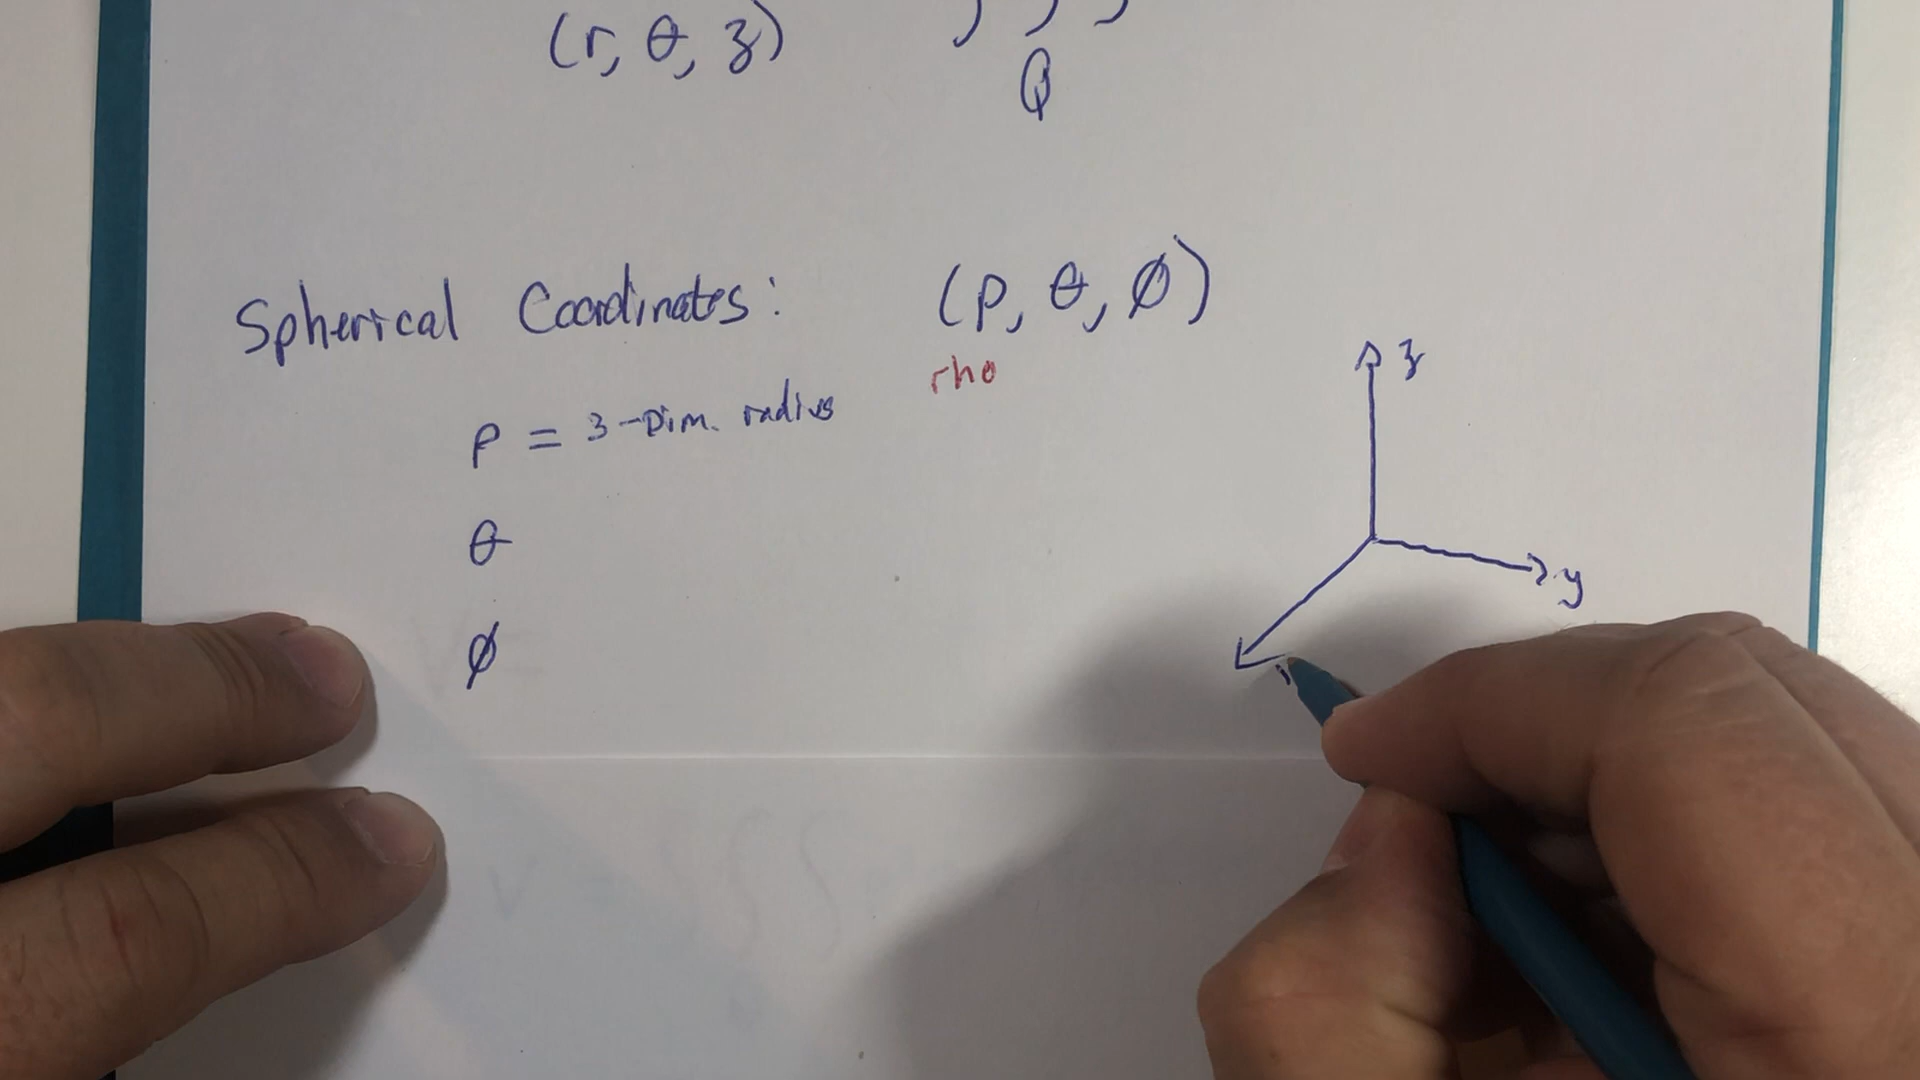 (r, θ, z)
Q
Spherical Coordinates: (ρ, θ, ϕ)
rho
ρ = 3-Dim. radius
z
θ
y
ϕ